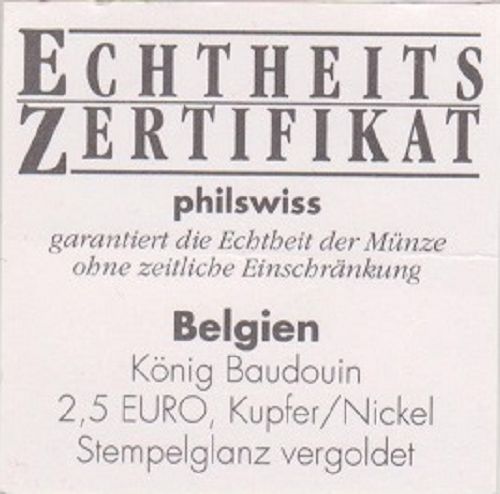 ECHTHEITS
ZERTIFIKAT
philswiss
garantiert die Echtheit der Münze
ohne zeitliche Einschränkung
Belgien
König Baudouin
2,5 EURO, Kupfer/Nickel
Stempelglanz vergoldet